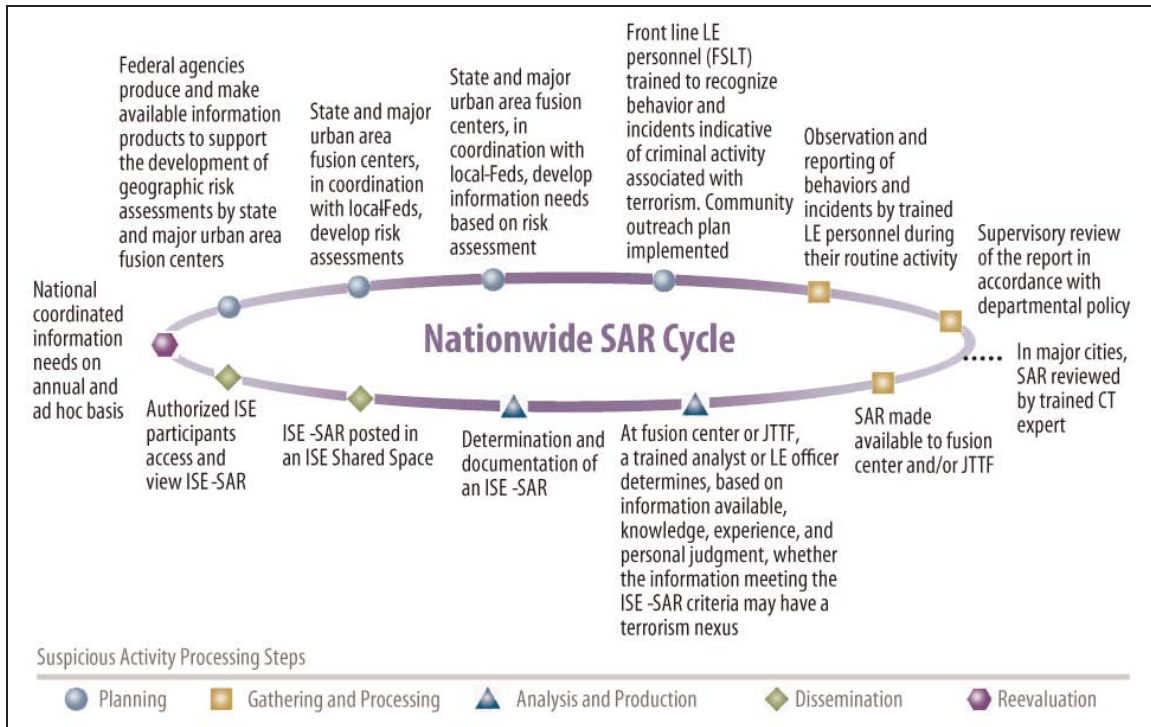 Federal agencies
produce and make
available information
products to support
the development of
geographic risk
assessments by state
and major urban area
fusion centers
State and major
urban area
fusion centers,
in coordination
with local-Feds,
develop risk
assessments
State and major
urban area fusion
centers, in
coordination with
local-Feds, develop
information needs
based on risk
assessment
Front line LE
personnel (FSLT)
trained to recognize
behavior and
incidents indicative
of criminal activity
associated with
terrorism. Community
outreach plan
implemented
Observation and
reporting of
behaviors and
incidents by trained
LE personnel during
their routine activity
Supervisory review
of the report in
accordance with
departmental policy
In major cities,
SAR reviewed
by trained CT
expert
SAR made
available to fusion
center and/or JTTF
At fusion center or JTTF,
a trained analyst or LE officer
determines, based on
information available,
knowledge, experience, and
personal judgment, whether
the information meeting the
ISE -SAR criteria may have a
terrorism nexus
Determination and
documentation of
an ISE -SAR
ISE -SAR posted in
an ISE Shared Space
Authorized ISE
participants
access and
view ISE -SAR
National
coordinated
information
needs on
annual and
ad hoc basis
Nationwide SAR Cycle
Suspicious Activity Processing Steps
Planning
Gathering and Processing
Analysis and Production
Dissemination
Reevaluation